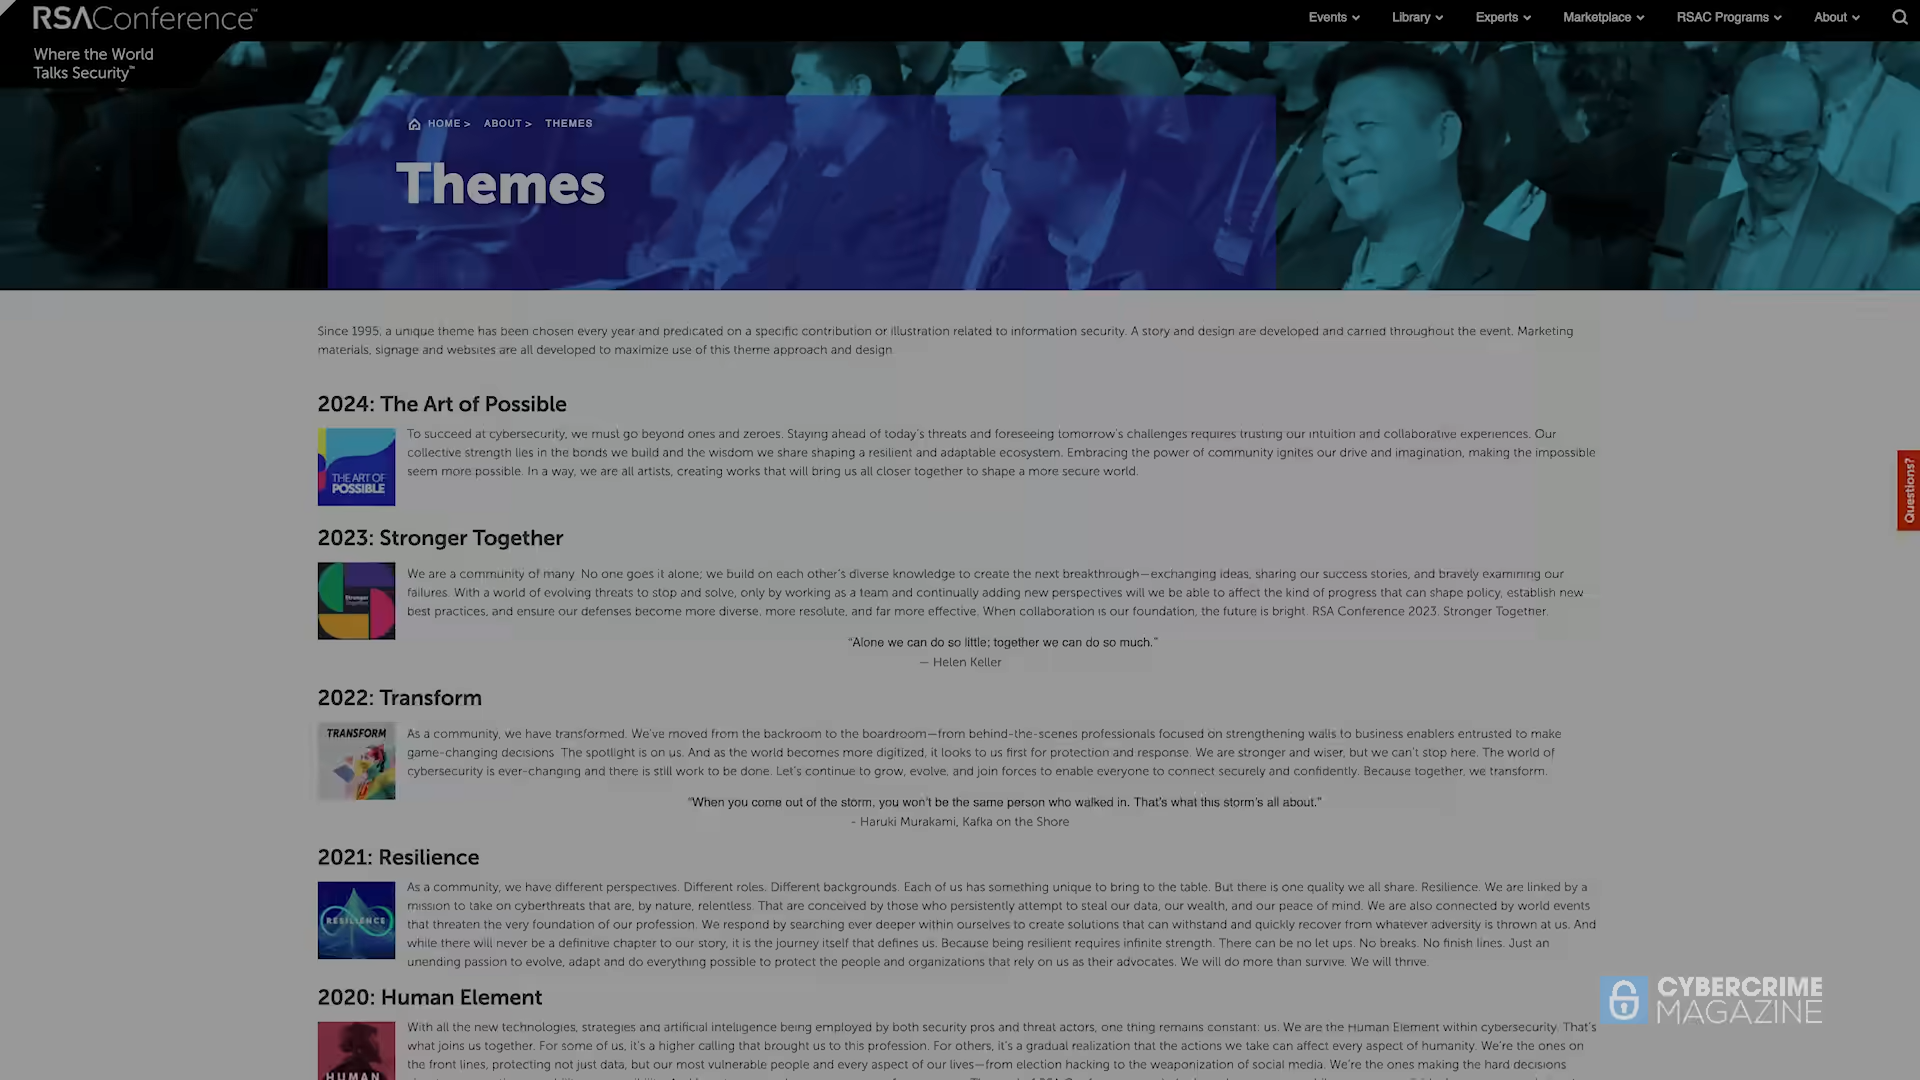 RSAConference™
Events
Library
Experts
Marketplace
RSAC Programs
About
Where the World
Talks Security™
HOME > ABOUT > THEMES
Themes
Since 1995, a unique theme has been chosen every year and predicated on a specific contribution or illustration related to information security. A story and design are developed and carried throughout the event. Marketing
materials, signage and websites are all developed to maximize use of this theme approach and design.
2024: The Art of Possible
THE ART OF
POSSIBLE
To succeed at cybersecurity, we must go beyond ones and zeroes. Staying ahead of today's threats and foreseeing tomorrow's challenges requires trusting our intuition and collaborative experiences. Our
collective strength lies in the bonds we build and the wisdom we share shaping a resilient and adaptable ecosystem. Embracing the power of community ignites our drive and imagination, making the impossible
seem more possible. In a way, we are all artists, creating works that will bring us all closer together to shape a more secure world.
Questions?
2023: Stronger Together
Stronger
Together
We are a community of many. No one goes it alone; we build on each other's diverse knowledge to create the next breakthrough—exchanging ideas, sharing our success stories, and bravely examining our
failures. With a world of evolving threats to stop and solve, only by working as a team and continually adding new perspectives will we be able to affect the kind of progress that can shape policy, establish new
best practices, and ensure our defenses become more diverse, more resolute, and far more effective. When collaboration is our foundation, the future is bright. RSA Conference 2023. Stronger Together.
“Alone we can do so little; together we can do so much.”
— Helen Keller
2022: Transform
TRANSFORM
As a community, we have transformed. We've moved from the backroom to the boardroom—from behind-the-scenes professionals focused on strengthening walls to business enablers entrusted to make
game-changing decisions. The spotlight is on us. And as the world becomes more digitized, it looks to us first for protection and response. We are stronger and wiser, but we can't stop here. The world of
cybersecurity is ever-changing and there is still work to be done. Let's continue to grow, evolve, and join forces to enable everyone to connect securely and confidently. Because together, we transform.
“When you come out of the storm, you won't be the same person who walked in. That's what this storm's all about.”
- Haruki Murakami, Kafka on the Shore
2021: Resilience
RESILIENCE
As a community, we have different perspectives. Different roles. Different backgrounds. Each of us has something unique to bring to the table. But there is one quality we all share. Resilience. We are linked by a
mission to take on cyberthreats that are, by nature, relentless. That are conceived by those who persistently attempt to steal our data, our wealth, and our peace of mind. We are also connected by world events
that threaten the very foundation of our profession. We respond by searching ever deeper within ourselves to create solutions that can withstand and quickly recover from whatever adversity is thrown at us. And
while there will never be a definitive chapter to our story, it is the journey itself that defines us. Because being resilient requires infinite strength. There can be no let ups. No breaks. No finish lines. Just an
unending passion to evolve, adapt and do everything possible to protect the people and organizations that rely on us as their advocates. We will do more than survive. We will thrive.
2020: Human Element
HUMAN
With all the new technologies, strategies and artificial intelligence being employed by both security pros and threat actors, one thing remains constant: us. We are the Human Element within cybersecurity. That's
what joins us together. For some of us, it's a higher calling that brought us to this profession. For others, it's a gradual realization that the actions we take can affect every aspect of humanity. We're the ones on
the front lines, protecting not just data, but our most vulnerable people and every aspect of our lives—from election hacking to the weaponization of social media. We're the ones making the hard decisions
CYBERCRIME
MAGAZINE